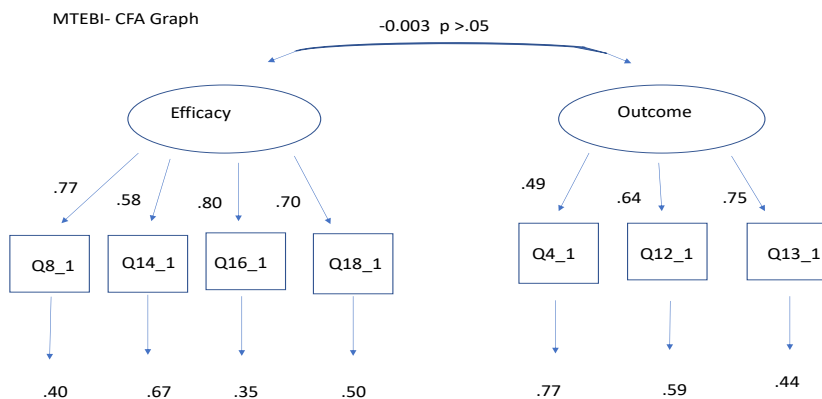 MTEBI- CFA Graph
-0.003 p >.05
Efficacy
Outcome
.77
.58
.80
.70
.49
.64
.75
Q8_1
Q14_1
Q16_1
Q18_1
Q4_1
Q12_1
Q13_1
.40
.67
.35
.50
.77
.59
.44